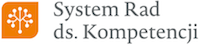 System Rad
ds. Kompetencji